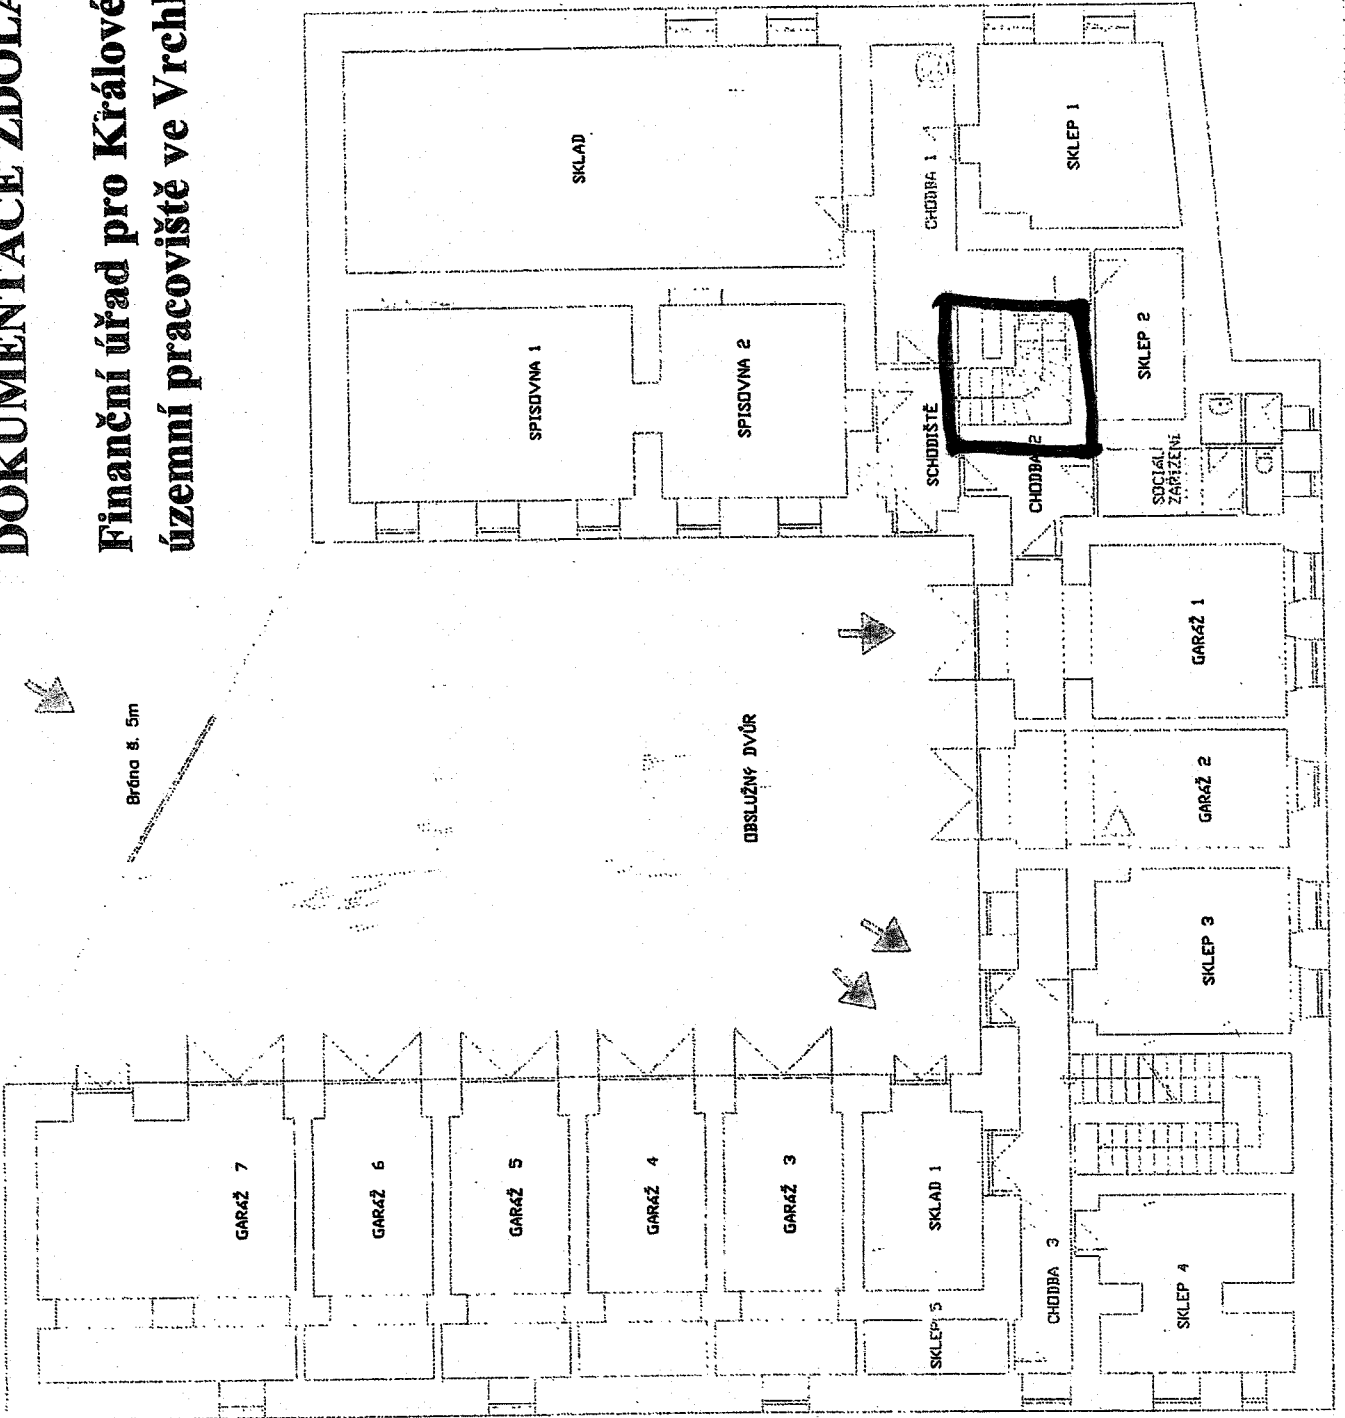 DOKUMENTACE ZDOLÁ
Finanční úřad pro Králové
územní pracoviště ve Vrchl
Brána š. 5m
SKLAD
SPISOVNA 1
SPISOVNA 2
CHODBA 1
SKLEP 1
SCHODIŠTĚ
CHODBA 2
SKLEP 2
SOCIÁL.
ZAŘÍZENÍ
OBSLUŽNÝ DVŮR
GARÁŽ 1
GARÁŽ 2
SKLEP 3
GARÁŽ 7
GARÁŽ 6
GARÁŽ 5
GARÁŽ 4
GARÁŽ 3
SKLAD 1
SKLEP 5
CHODBA 3
SKLEP 4